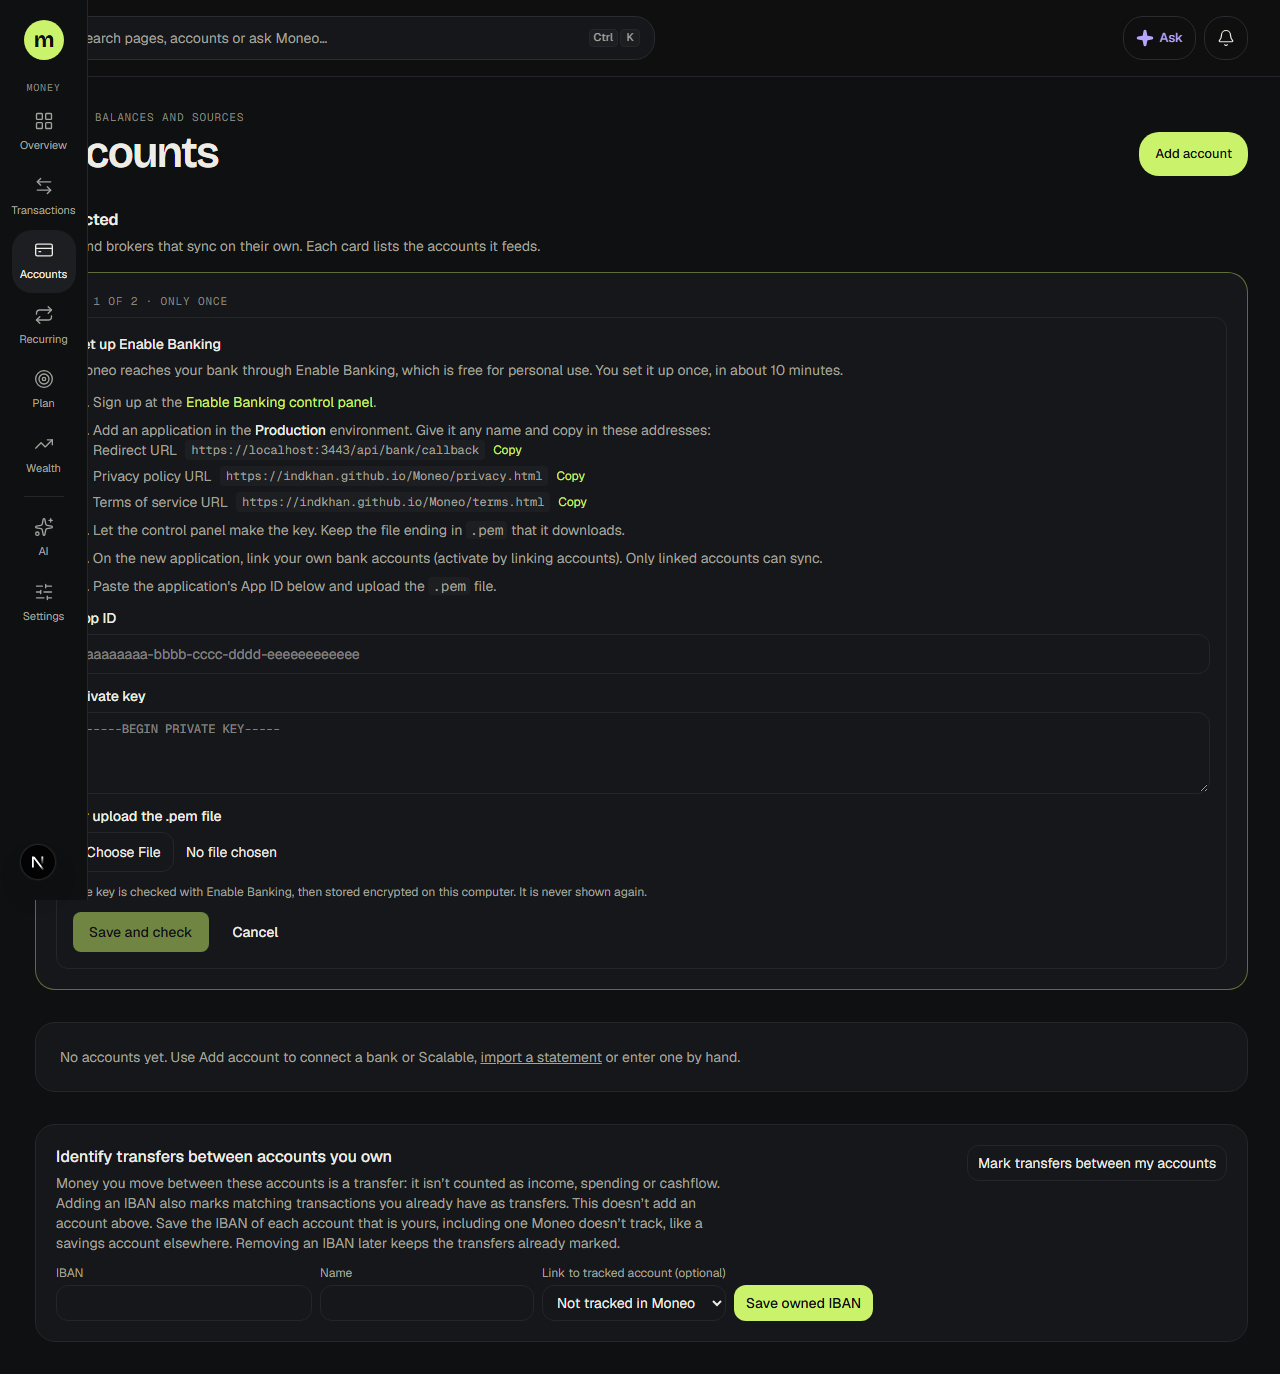 m
MONEY
Overview
Transactions
Accounts
Recurring
Plan
Wealth
AI
Settings
N
earch pages, accounts or ask Moneo...
Ctrl K
Ask
BALANCES AND SOURCES
counts
Add account
cted
nd brokers that sync on their own. Each card lists the accounts it feeds.
1 OF 2 · ONLY ONCE
et up Enable Banking
oneo reaches your bank through Enable Banking, which is free for personal use. You set it up once, in about 10 minutes.
. Sign up at the Enable Banking control panel.
. Add an application in the Production environment. Give it any name and copy in these addresses:
Redirect URL https://localhost:3443/api/bank/callback Copy
Privacy policy URL https://indkhan.github.io/Moneo/privacy.html Copy
Terms of service URL https://indkhan.github.io/Moneo/terms.html Copy
. Let the control panel make the key. Keep the file ending in .pem that it downloads.
. On the new application, link your own bank accounts (activate by linking accounts). Only linked accounts can sync.
. Paste the application's App ID below and upload the .pem file.
pp ID
aaaaaaaa-bbbb-cccc-dddd-eeeeeeeeeeee
ivate key
-----BEGIN PRIVATE KEY-----
r upload the .pem file
Choose File No file chosen
e key is checked with Enable Banking, then stored encrypted on this computer. It is never shown again.
Save and check
Cancel
No accounts yet. Use Add account to connect a bank or Scalable, import a statement or enter one by hand.
Identify transfers between accounts you own
Mark transfers between my accounts
Money you move between these accounts is a transfer: it isn't counted as income, spending or cashflow.
Adding an IBAN also marks matching transactions you already have as transfers. This doesn't add an
account above. Save the IBAN of each account that is yours, including one Moneo doesn't track, like a
savings account elsewhere. Removing an IBAN later keeps the transfers already marked.
IBAN
Name
Link to tracked account (optional)
Not tracked in Moneo
Save owned IBAN